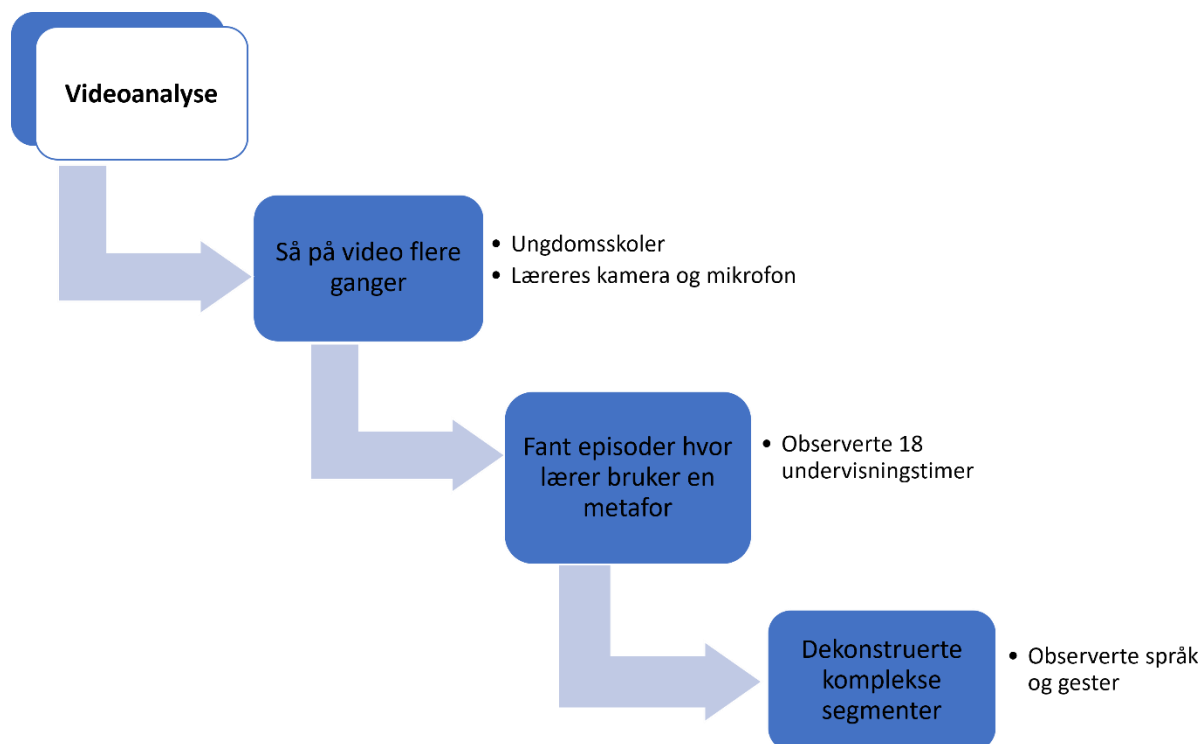 Videoanalyse
Så på video flere
ganger
• Ungdomsskoler
• Læreres kamera og mikrofon
Fant episoder hvor
lærer bruker en
metafor
• Observerte 18
undervisningstimer
Dekonstruerte
komplekse
segmenter
• Observerte språk
og gester